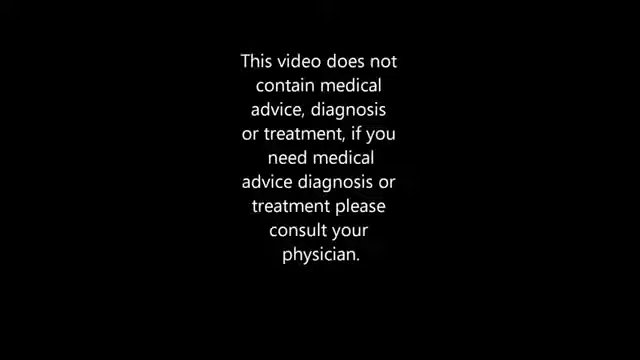 This video does not
contain medical
advice, diagnosis
or treatment, if you
need medical
advice diagnosis or
treatment please
consult your
physician.